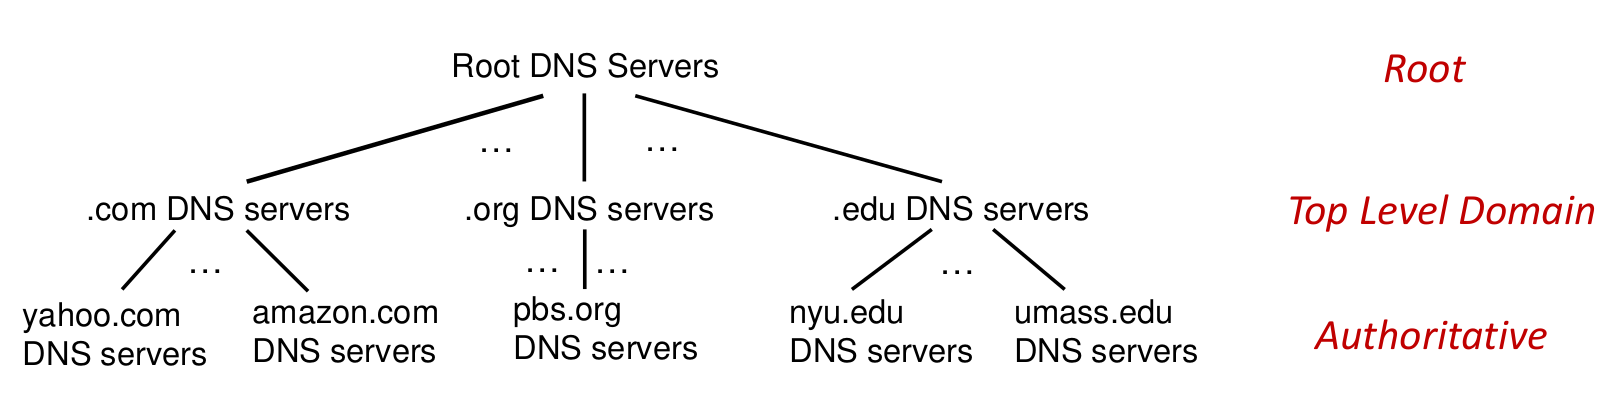 Root DNS Servers
Root
... ...
.com DNS servers
.org DNS servers
.edu DNS servers
Top Level Domain
... ... ... ...
yahoo.com
DNS servers
amazon.com
DNS servers
pbs.org
DNS servers
nyu.edu
DNS servers
umass.edu
DNS servers
Authoritative